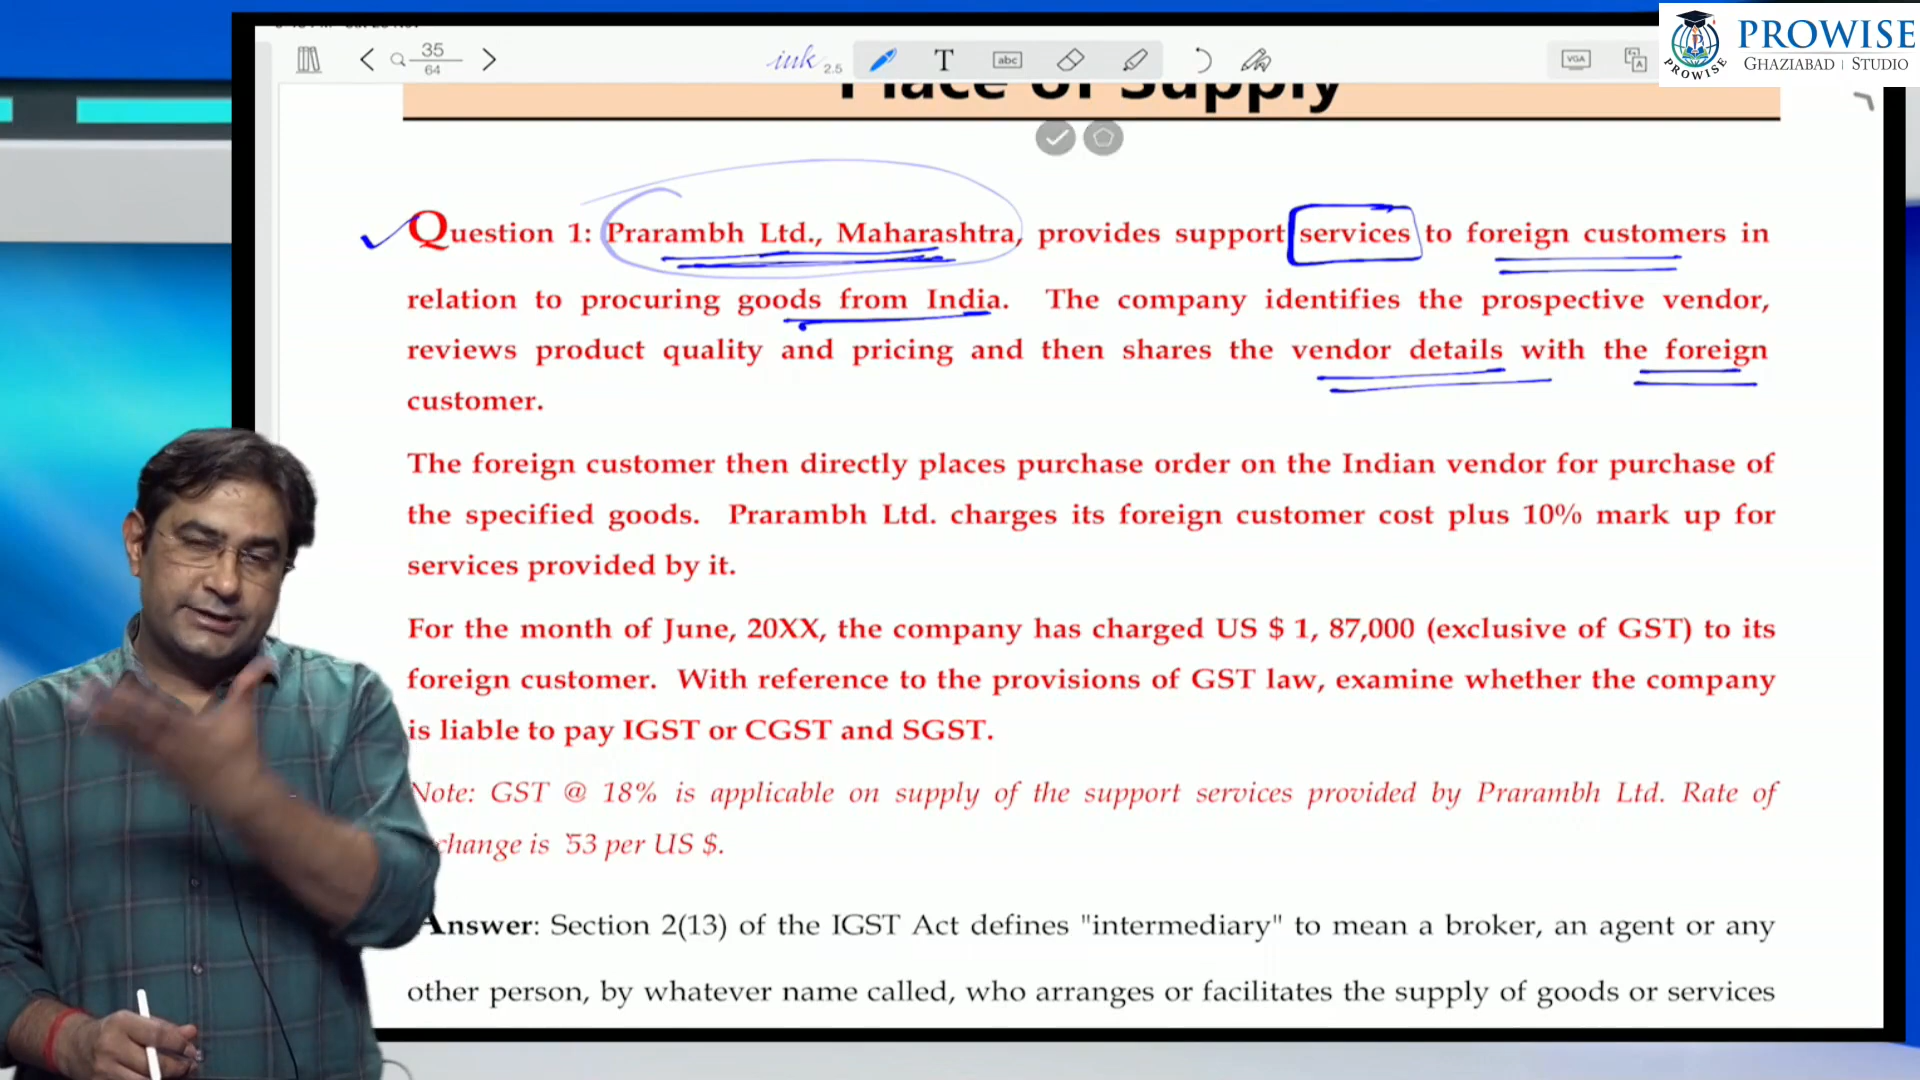 PROWISE
GHAZIABAD | STUDIO
PROWISE
35
64
ink 2.5
T
abc
VGA
A
Place of Supply
Question 1: Prarambh Ltd., Maharashtra, provides support services to foreign customers in
relation to procuring goods from India. The company identifies the prospective vendor,
reviews product quality and pricing and then shares the vendor details with the foreign
customer.
The foreign customer then directly places purchase order on the Indian vendor for purchase of
the specified goods. Prarambh Ltd. charges its foreign customer cost plus 10% mark up for
services provided by it.
For the month of June, 20XX, the company has charged US $ 1, 87,000 (exclusive of GST) to its
foreign customer. With reference to the provisions of GST law, examine whether the company
is liable to pay IGST or CGST and SGST.
Note: GST @ 18% is applicable on supply of the support services provided by Prarambh Ltd. Rate of
change is `53 per US $.
Answer: Section 2(13) of the IGST Act defines "intermediary" to mean a broker, an agent or any
other person, by whatever name called, who arranges or facilitates the supply of goods or services